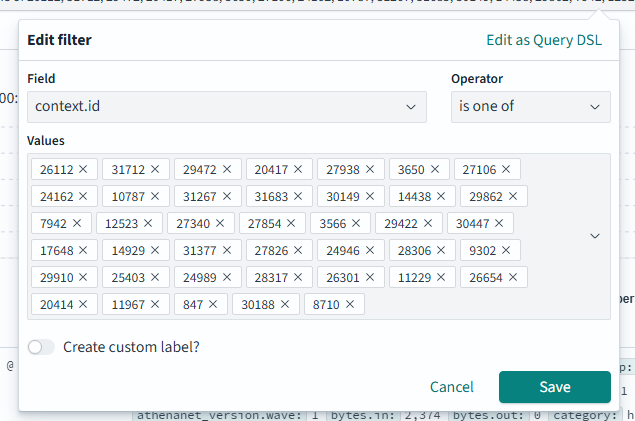 Edit filter
Edit as Query DSL
Field
Operator
context.id
is one of
Values
26112 × 31712 × 29472 × 20417 × 27938 × 3650 × 27106 ×
24162 × 10787 × 31267 × 31683 × 30149 × 14438 × 29862 ×
7942 × 12523 × 27340 × 27854 × 3566 × 29422 × 30447 ×
17648 × 14929 × 31377 × 27826 × 24946 × 28306 × 9302 ×
29910 × 25403 × 24989 × 28317 × 26301 × 11229 × 26654 ×
20414 × 11967 × 847 × 30188 × 8710 ×
Create custom label?
Cancel
Save
00:
per
@
p:
1
athenanet_version.wave: 1 bytes.in: 2,374 bytes.out: 0 category: h